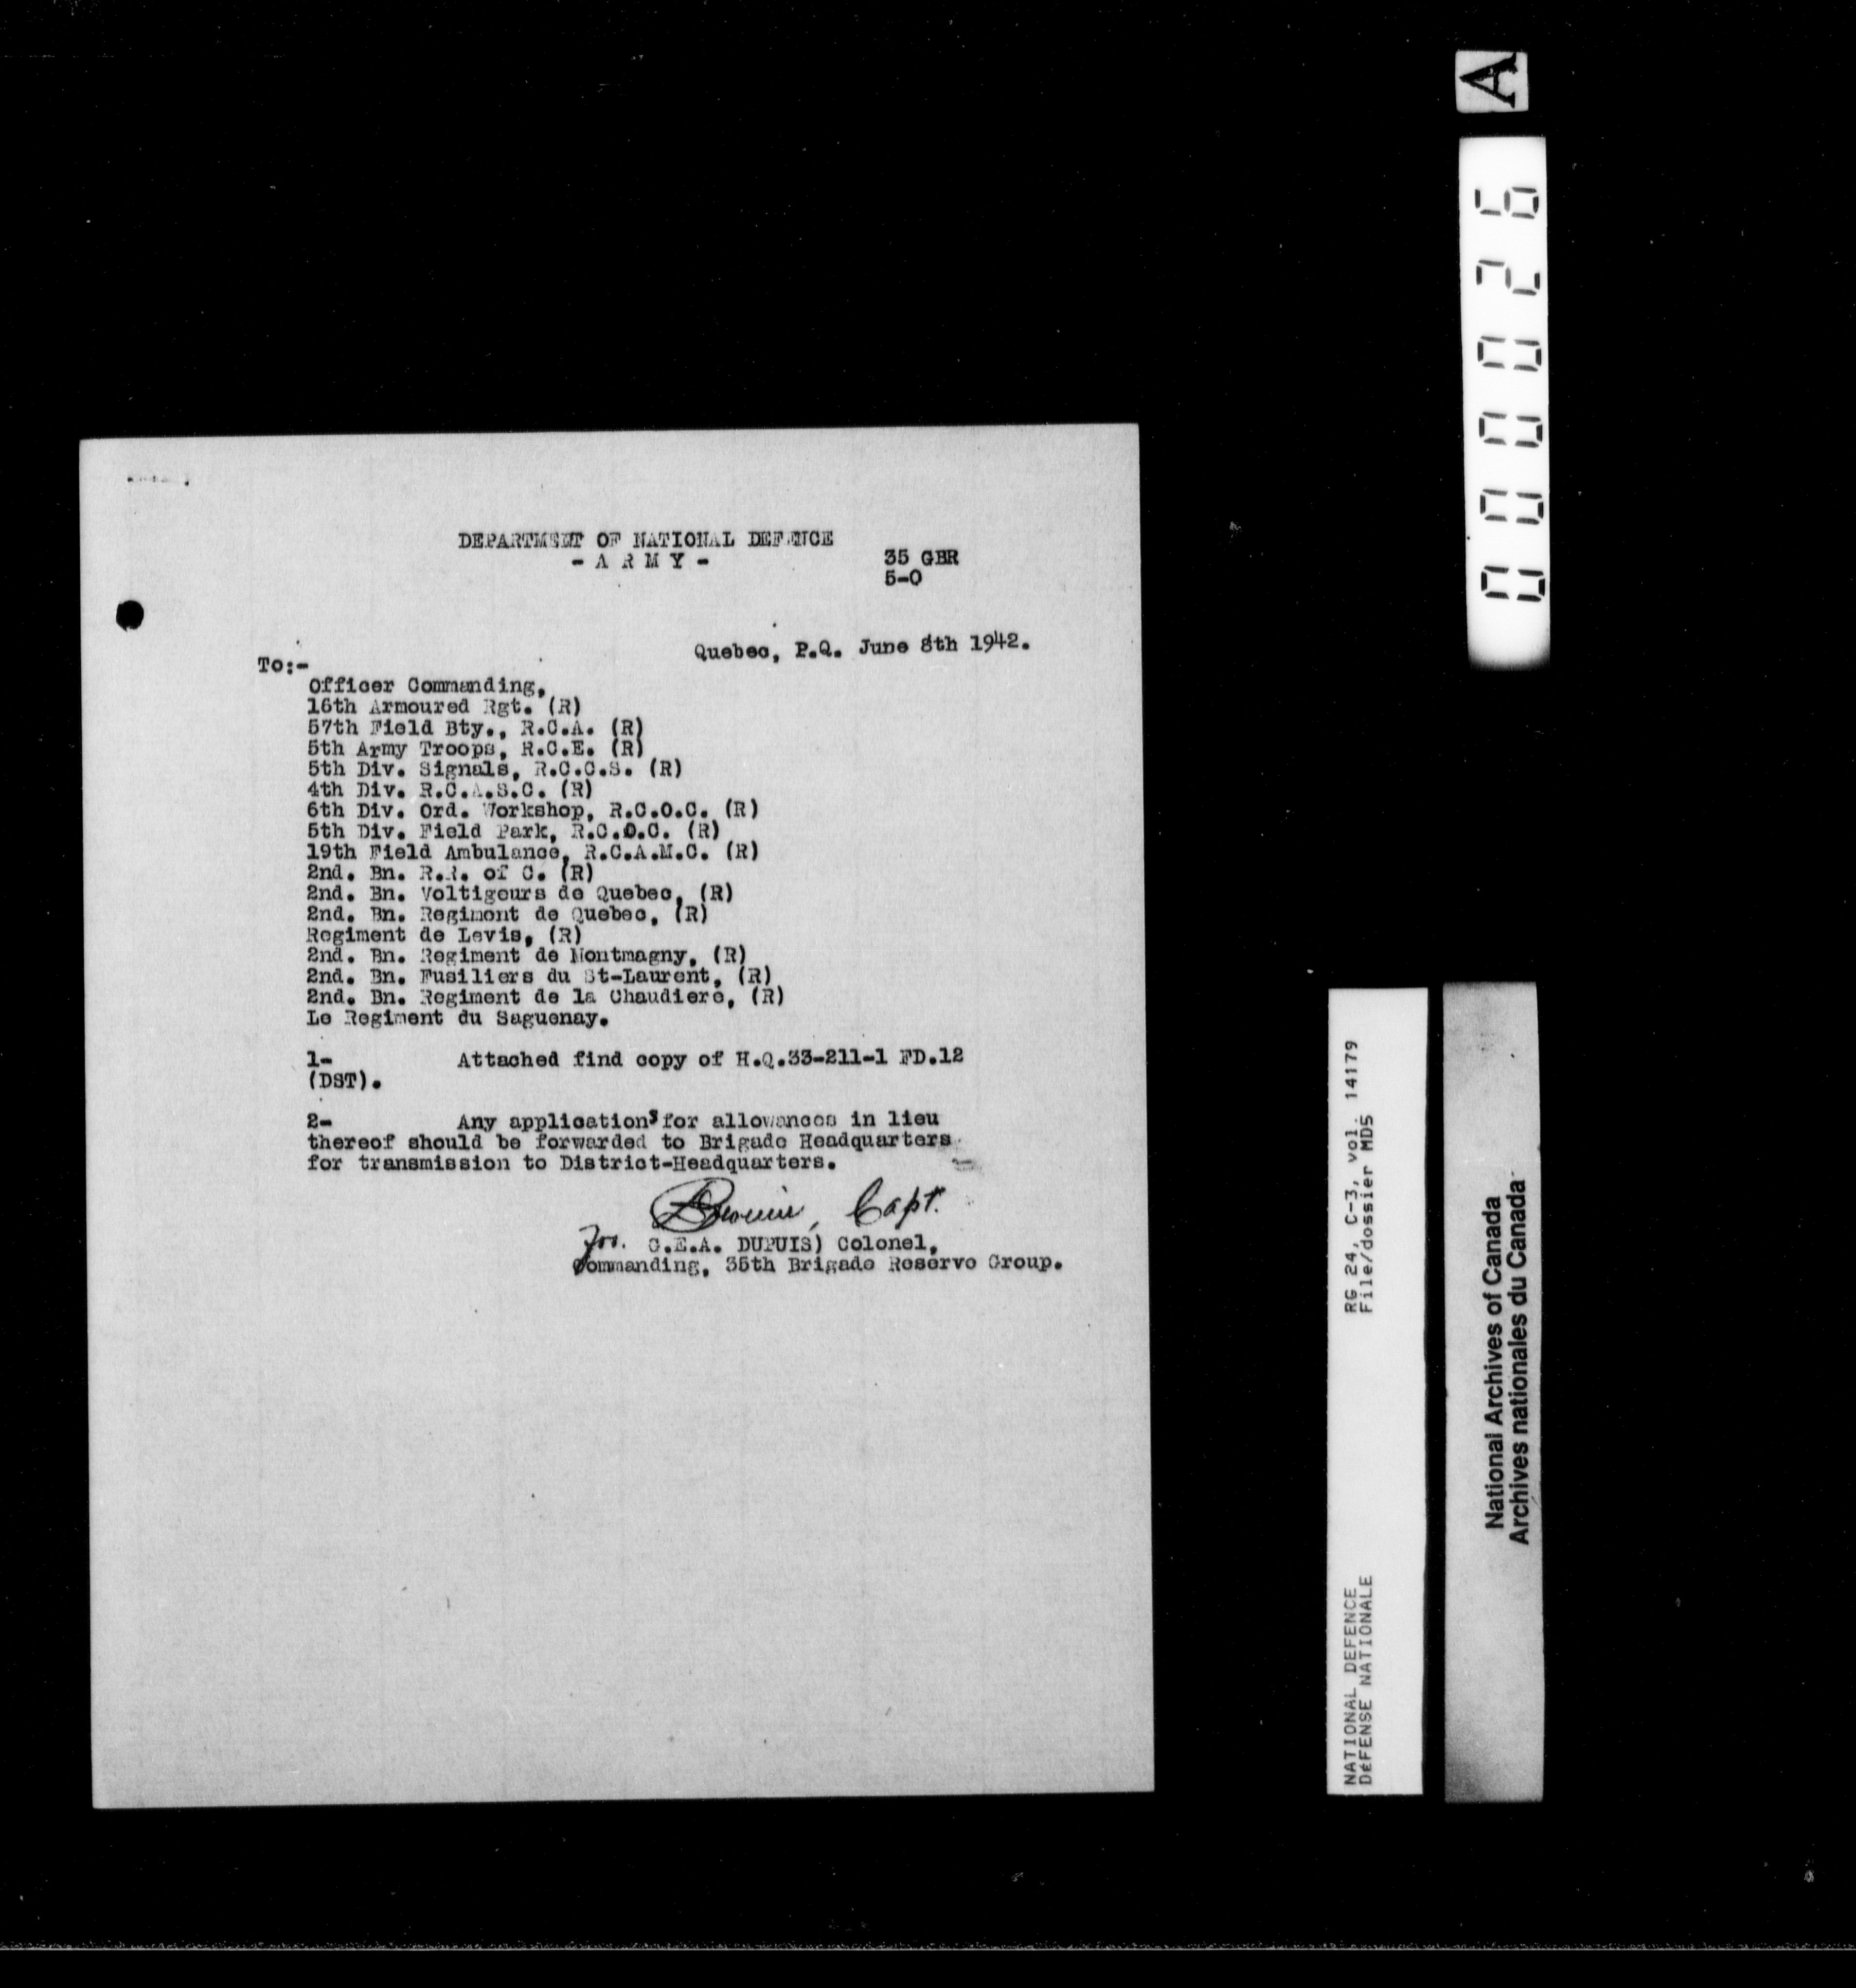 DEPARTMENT OF NATIONAL DEFENCE
- A R M Y -
35 GBR
5-0
Quebec, P.Q. June 8th 1942.
To:-
Officer Commanding,
16th Armoured Rgt. (R)
57th Field Bty., R.C.A. (R)
5th Army Troops, R.C.E. (R)
5th Div. Signals, R.C.C.S. (R)
4th Div. R.C.A.S.C. (R)
6th Div. Ord. Workshop, R.C.O.C. (R)
5th Div. Field Park, R.C.O.C. (R)
19th Field Ambulance, R.C.A.M.C. (R)
2nd. Bn. R.R. of C. (R)
2nd. Bn. Voltigeurs de Quebec, (R)
2nd. Bn. Regiment de Quebec, (R)
Regiment de Levis, (R)
2nd. Bn. Regiment de Montmagny, (R)
2nd. Bn. Fusiliers du St-Laurent, (R)
2nd. Bn. Regiment de la Chaudiere, (R)
Le Regiment du Saguenay.
1- Attached find copy of H.Q.33-211-1 FD.12
(DST).
2- Any applications for allowances in lieu
thereof should be forwarded to Brigade Headquarters
for transmission to District-Headquarters.
Capt.
for. C.E.A. DUPUIS) Colonel,
Commanding, 35th Brigade Reserve Group.
A
000026
RG 24, C-3, vol. 14179
File/dossier MD5
NATIONAL DEFENCE
DéFENSE NATIONALE
National Archives of Canada
Archives nationales du Canada